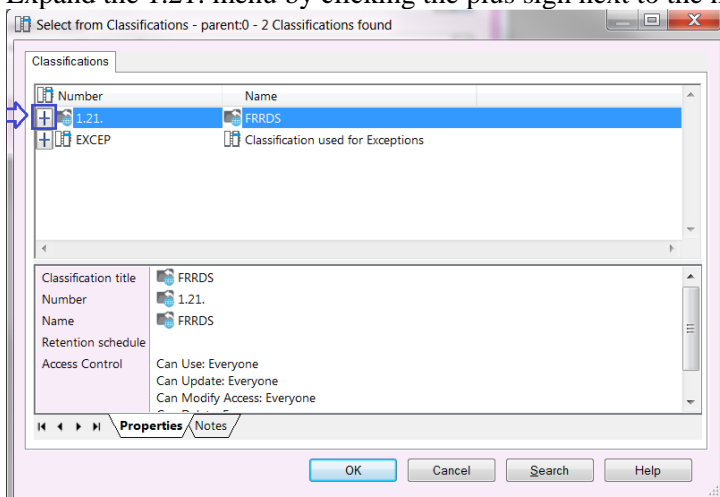 Expand the 1.21. menu by clicking the plus sign next to the
Select from Classifications - parent:0 - 2 Classifications found
Classifications
Number Name
1.21. FRRDS
EXCEP Classification used for Exceptions
Classification title FRRDS
Number 1.21.
Name FRRDS
Retention schedule
Access Control Can Use: Everyone
Can Update: Everyone
Can Modify Access: Everyone
Properties Notes
OK Cancel Search Help